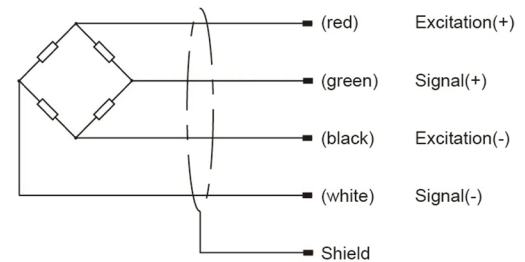 (red) Excitation(+)
(green) Signal(+)
(black) Excitation(-)
(white) Signal(-)
Shield